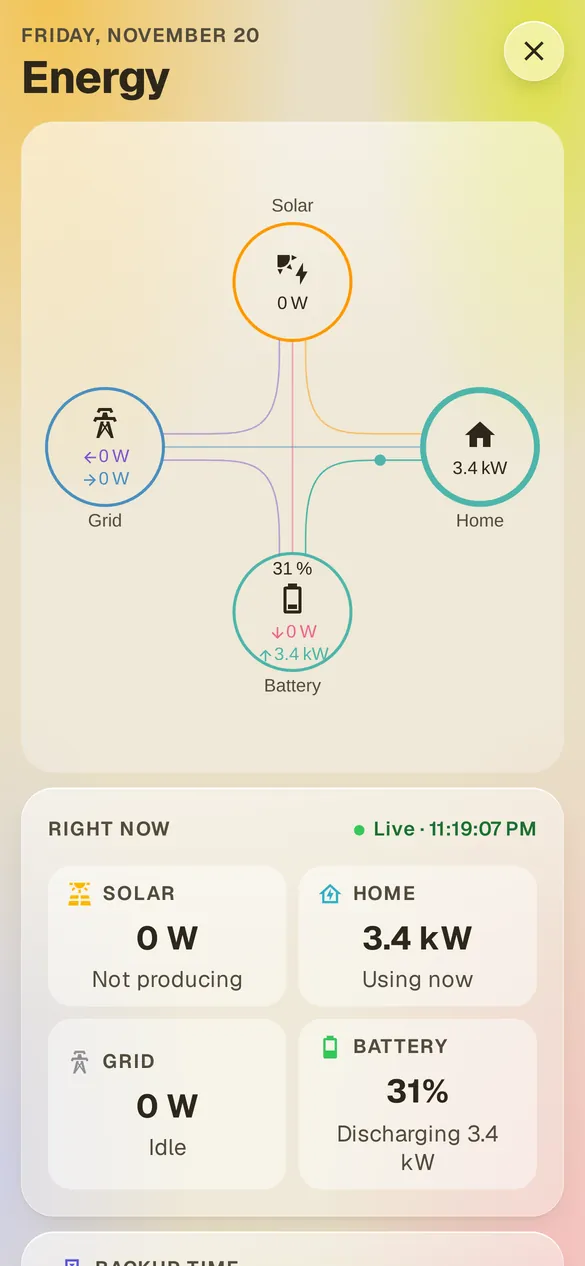 FRIDAY, NOVEMBER 20
Energy
Solar
0 W
←0 W
→0 W
Grid
3.4 kW
Home
31 %
↓0 W
↑3.4 kW
Battery
RIGHT NOW
Live · 11:19:07 PM
SOLAR
0 W
Not producing
HOME
3.4 kW
Using now
GRID
0 W
Idle
BATTERY
31%
Discharging 3.4
kW
BACKUP TIME